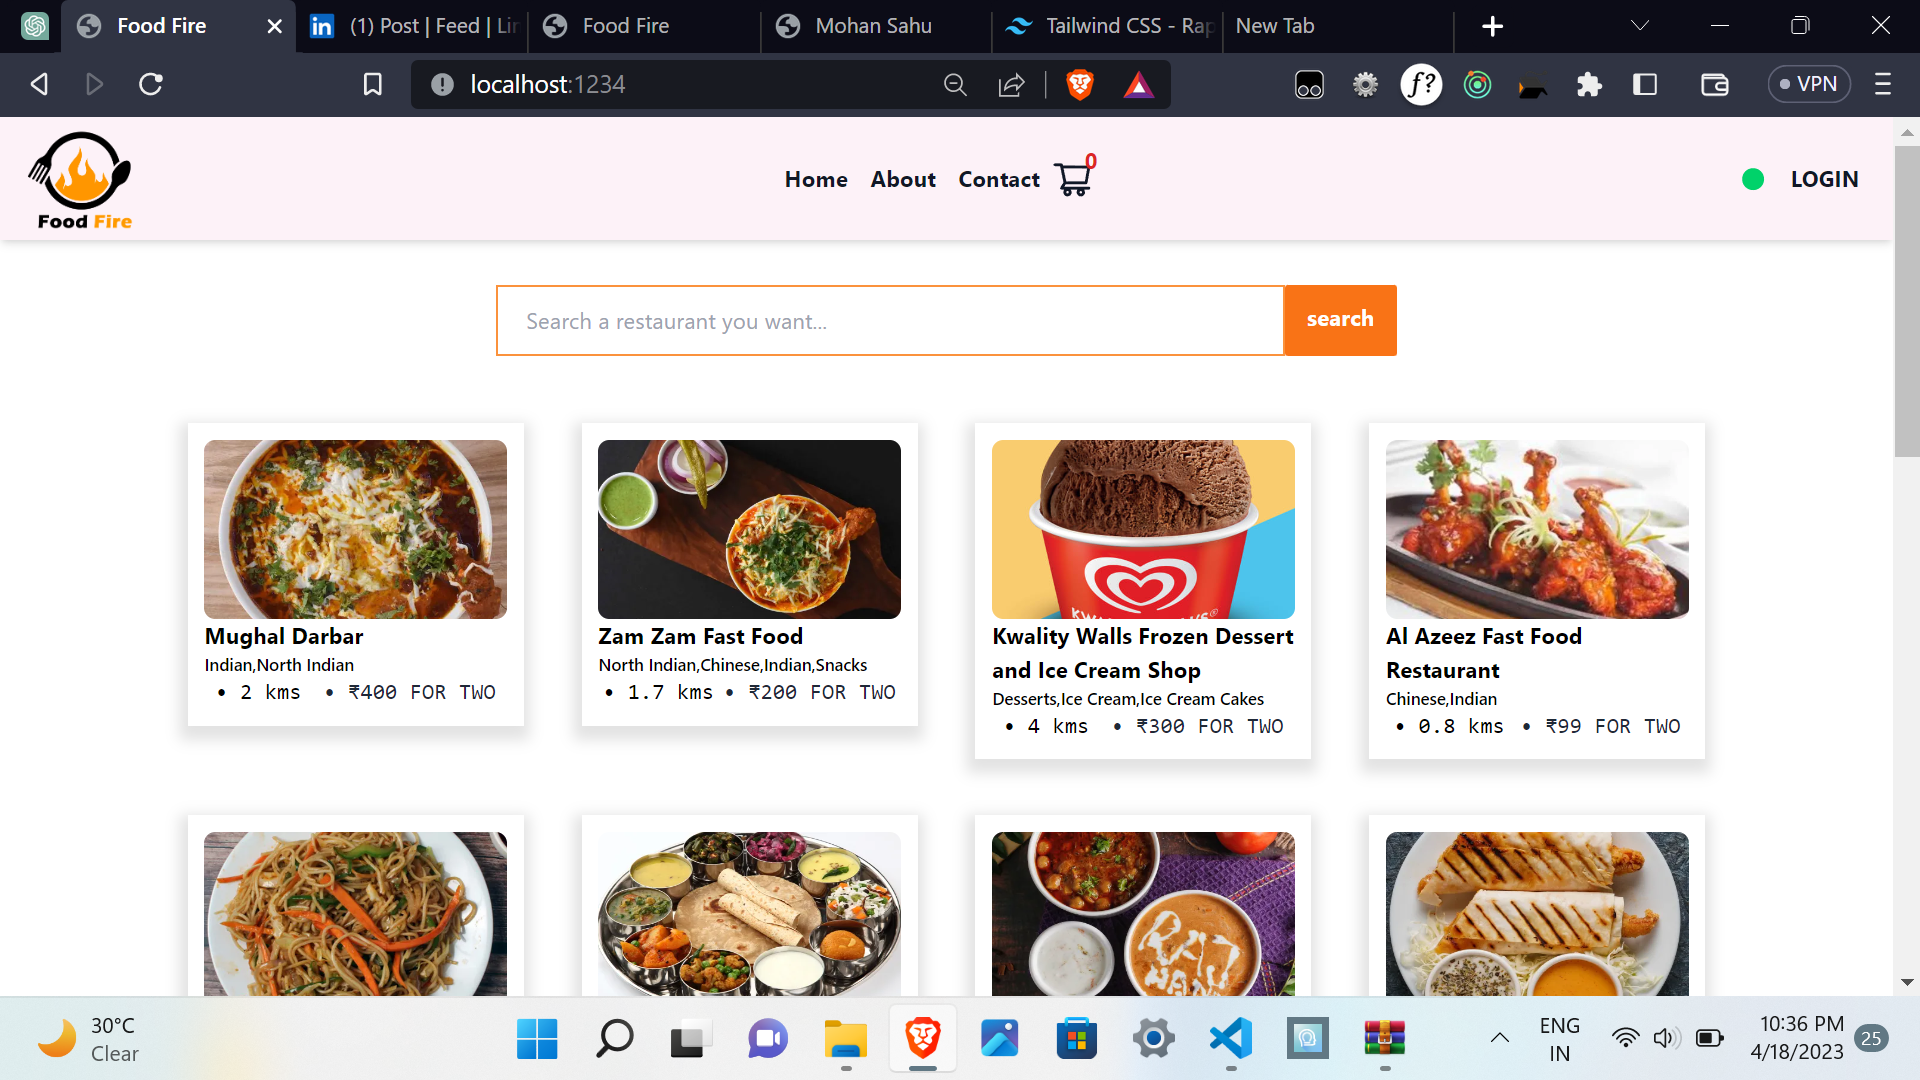 Food Fire
(1) Post | Feed | Lin
Food Fire
Mohan Sahu
Tailwind CSS - Rap
New Tab
localhost:1234
f?
VPN
Food Fire
Home
About
Contact
0
LOGIN
Search a restaurant you want...
search
Mughal Darbar
Indian,North Indian
• 2 kms • ₹400 FOR TWO
Zam Zam Fast Food
North Indian,Chinese,Indian,Snacks
• 1.7 kms • ₹200 FOR TWO
Kwality Walls Frozen Dessert
and Ice Cream Shop
Desserts,Ice Cream,Ice Cream Cakes
• 4 kms • ₹300 FOR TWO
Al Azeez Fast Food
Restaurant
Chinese,Indian
• 0.8 kms • ₹99 FOR TWO
30°C
Clear
ENG
IN
10:36 PM
4/18/2023
25